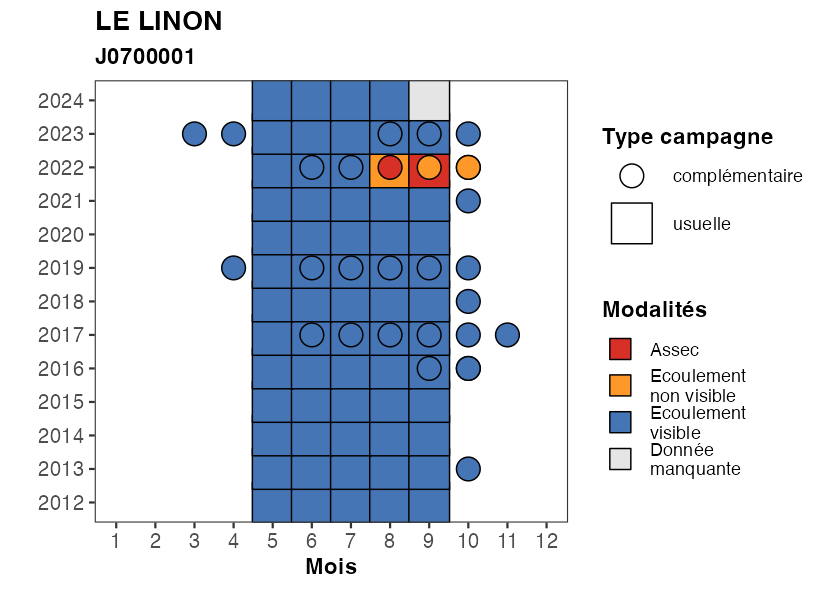 LE LINON
J0700001
2024
2023
2022
2021
2020
2019
2018
2017
2016
2015
2014
2013
2012
1 2 3 4 5 6 7 8 9 10 11 12
Mois
Type campagne
complémentaire
usuelle
Modalités
Assec
Ecoulement
non visible
Ecoulement
visible
Donnée
manquante